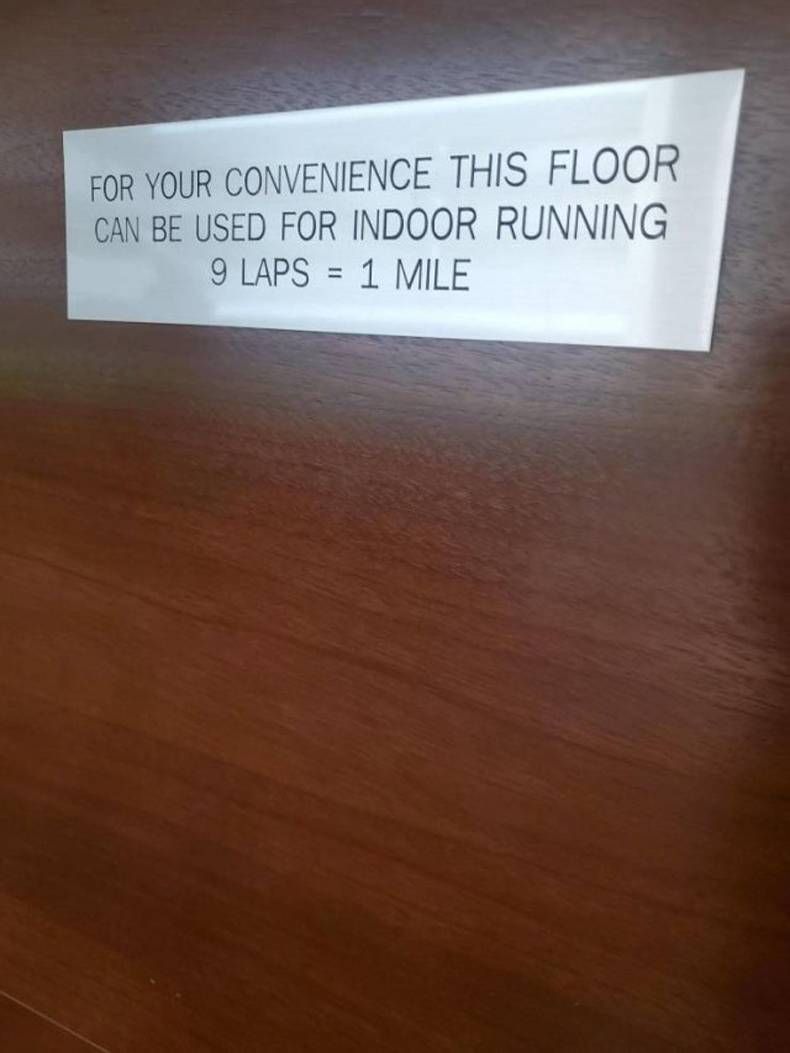 FOR YOUR CONVENIENCE THIS FLOOR
CAN BE USED FOR INDOOR RUNNING
9 LAPS = 1 MILE